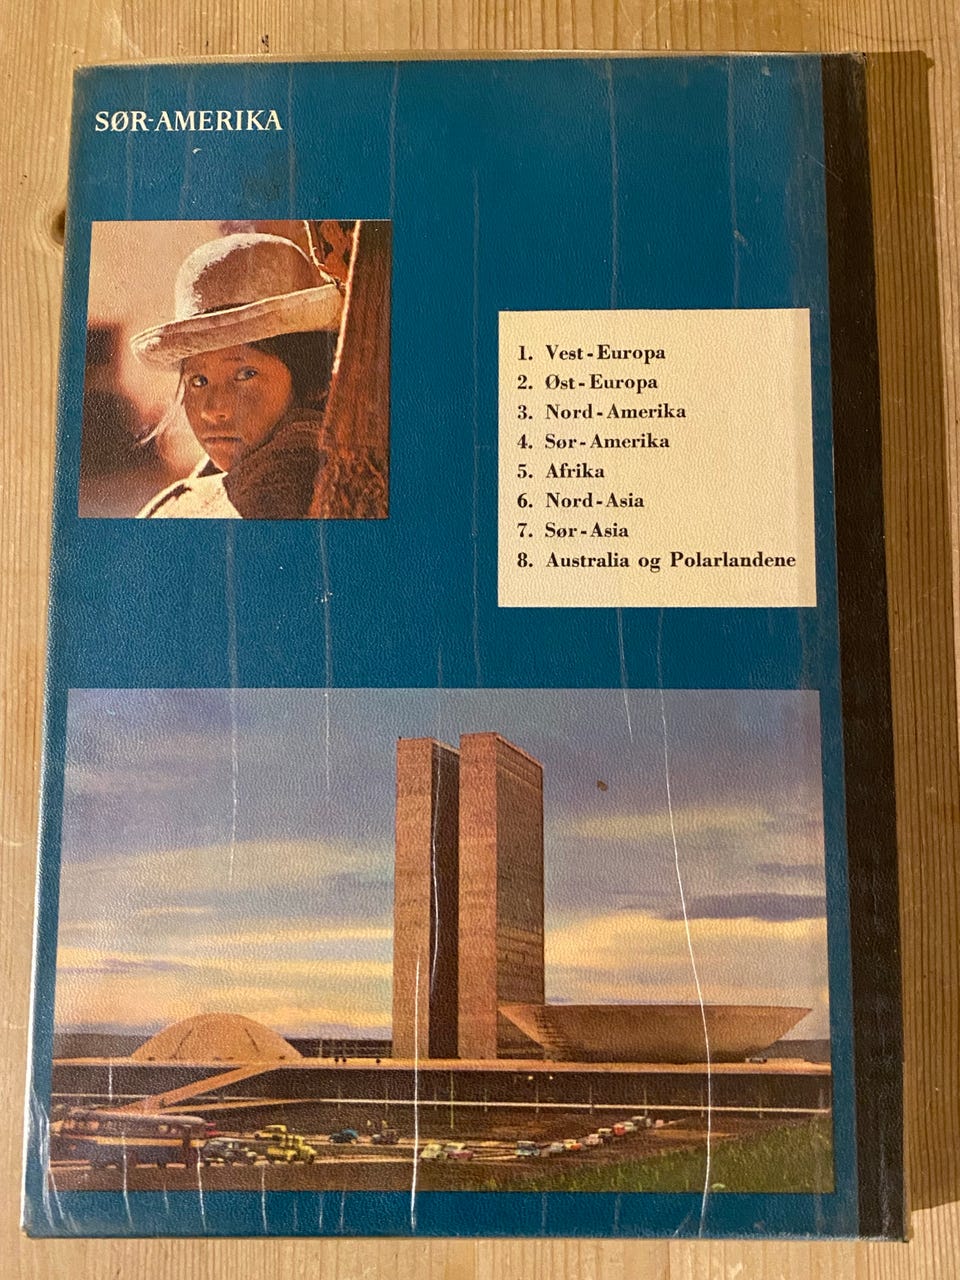 SØR-AMERIKA
1. Vest-Europa
2. Øst-Europa
3. Nord-Amerika
4. Sør-Amerika
5. Afrika
6. Nord-Asia
7. Sør-Asia
8. Australia og Polarlandene